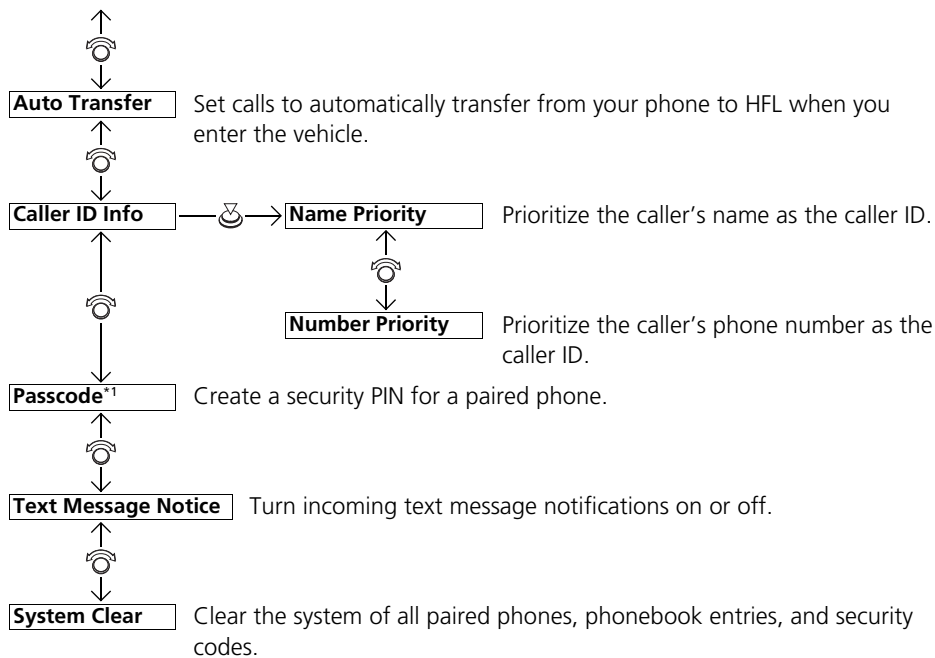 Auto Transfer Set calls to automatically transfer from your phone to HFL when you
enter the vehicle.
Caller ID Info Name Priority Prioritize the caller’s name as the caller ID.
Number Priority Prioritize the caller’s phone number as the
caller ID.
Passcode*1 Create a security PIN for a paired phone.
Text Message Notice Turn incoming text message notifications on or off.
System Clear Clear the system of all paired phones, phonebook entries, and security
codes.